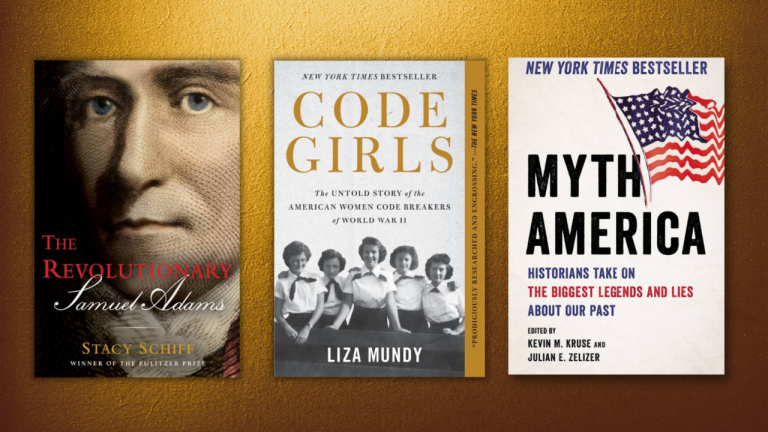 THE
REVOLUTIONARY
Samuel Adams
STACY SCHIFF
WINNER OF THE PULITZER PRIZE
NEW YORK TIMES BESTSELLER
CODE
GIRLS
The UNTOLD STORY of the
AMERICAN WOMEN CODE BREAKERS
of WORLD WAR II
LIZA MUNDY
"PRODIGIOUSLY RESEARCHED AND ENGROSSING." —THE NEW YORK TIMES
NEW YORK TIMES BESTSELLER
MYTH
AMERICA
HISTORIANS TAKE ON
THE BIGGEST LEGENDS AND LIES
ABOUT OUR PAST
EDITED BY
KEVIN M. KRUSE AND
JULIAN E. ZELIZER